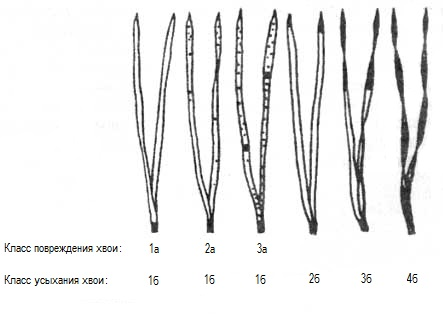 Класс повреждения хвои: 1а 2а 3а
Класс усыхания хвои: 1б 1б 1б 2б 3б 4б